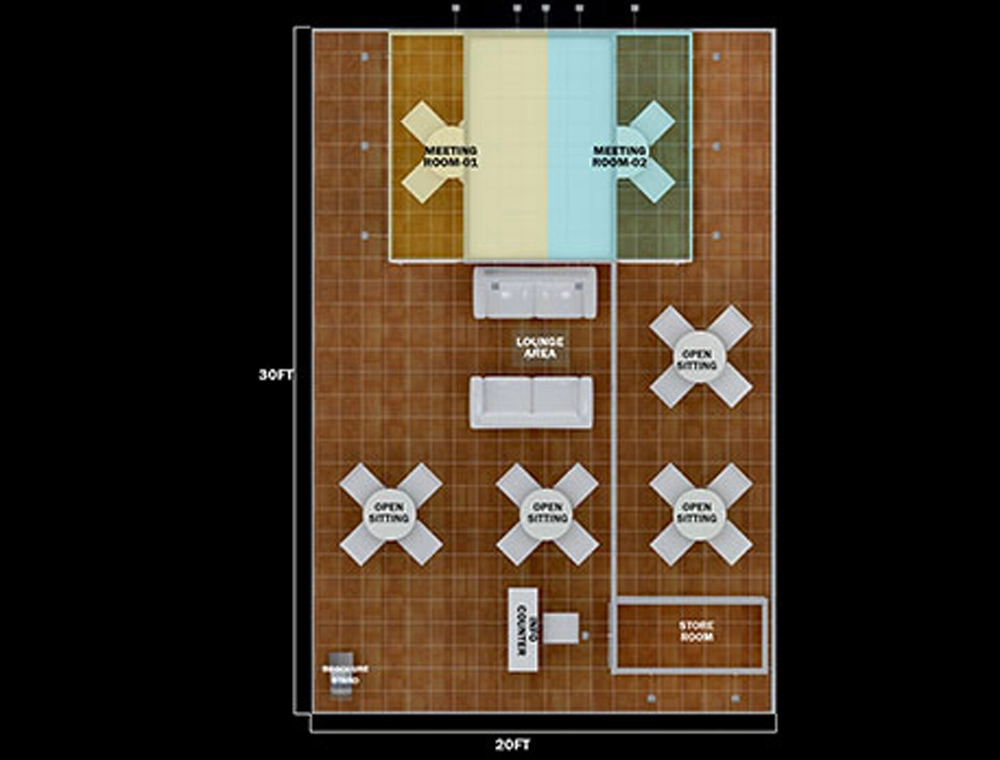 MEETING
ROOM-01
MEETING
ROOM-02
LOUNGE
AREA
30FT
OPEN
SITTING
OPEN
SITTING
OPEN
SITTING
OPEN
SITTING
INFO
COUNTER
STORE
ROOM
BROCHURE
STAND
20FT